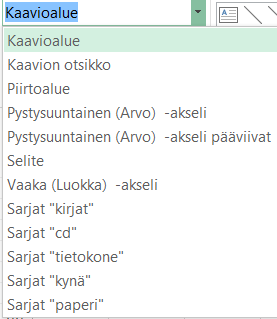 Kaavioalue
Kaavioalue
Kaavion otsikko
Piirtoalue
Pystysuuntainen (Arvo)  -akseli
Pystysuuntainen (Arvo)  -akseli pääviivat
Selite
Vaaka (Luokka)  -akseli
Sarjat "kirjat"
Sarjat "cd"
Sarjat "tietokone"
Sarjat "kynä"
Sarjat "paperi"